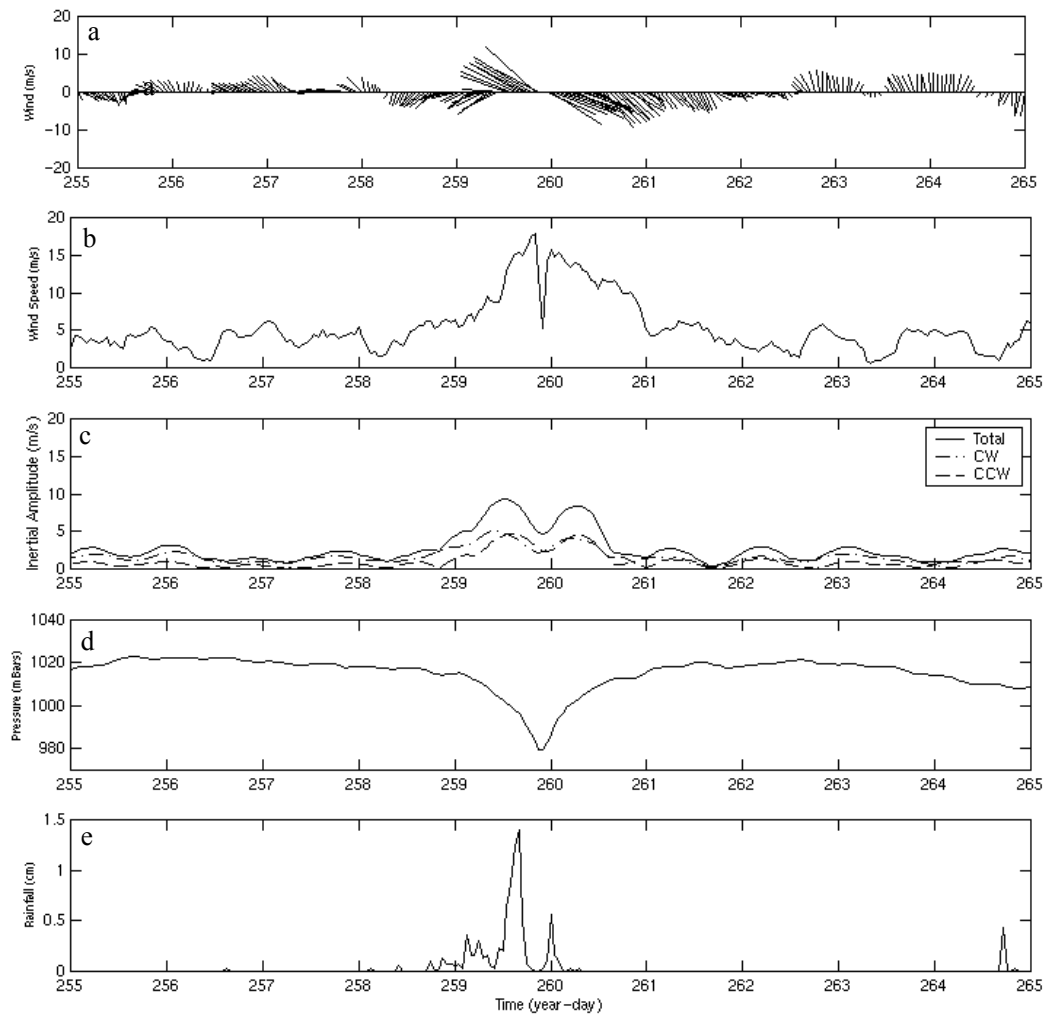 a
Wind (m/s)
20
10
0
-10
-20
255 256 257 258 259 260 261 262 263 264 265
b
Wind Speed (m/s)
20
15
10
5
0
255 256 257 258 259 260 261 262 263 264 265
c
Inertial Amplitude (m/s)
20
15
10
5
0
Total
CW
CCW
255 256 257 258 259 260 261 262 263 264 265
d
Pressure (mBars)
1040
1020
1000
980
255 256 257 258 259 260 261 262 263 264 265
e
Rainfall (cm)
1.5
1
0.5
0
255 256 257 258 259 260 261 262 263 264 265
Time (year-day)